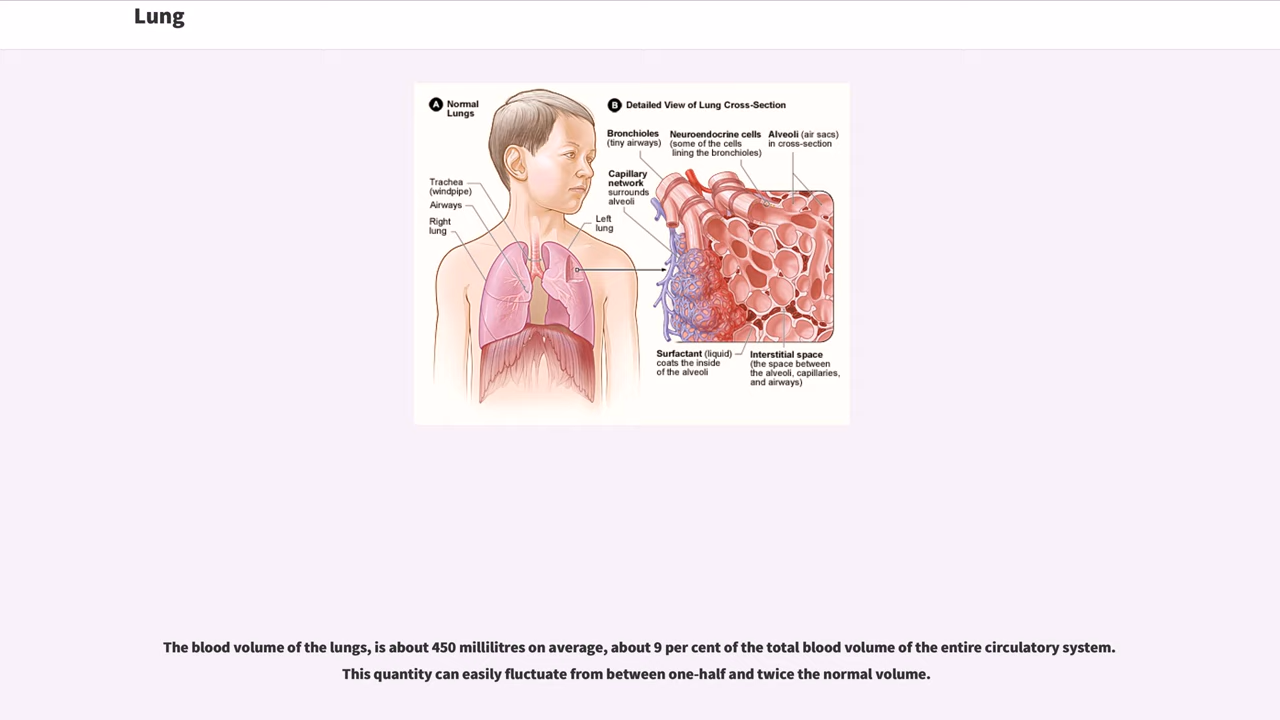 Lung
A Normal
Lungs
B Detailed View of Lung Cross-Section
Bronchioles
(tiny airways)
Neuroendocrine cells
(some of the cells
lining the bronchioles)
Alveoli (air sacs)
in cross-section
Capillary
network
surrounds
alveoli
Trachea
(windpipe)
Airways
Right
lung
Left
lung
Surfactant (liquid)
coats the inside
of the alveoli
Interstitial space
(the space between
the alveoli, capillaries,
and airways)
The blood volume of the lungs, is about 450 millilitres on average, about 9 per cent of the total blood volume of the entire circulatory system.
This quantity can easily fluctuate from between one-half and twice the normal volume.